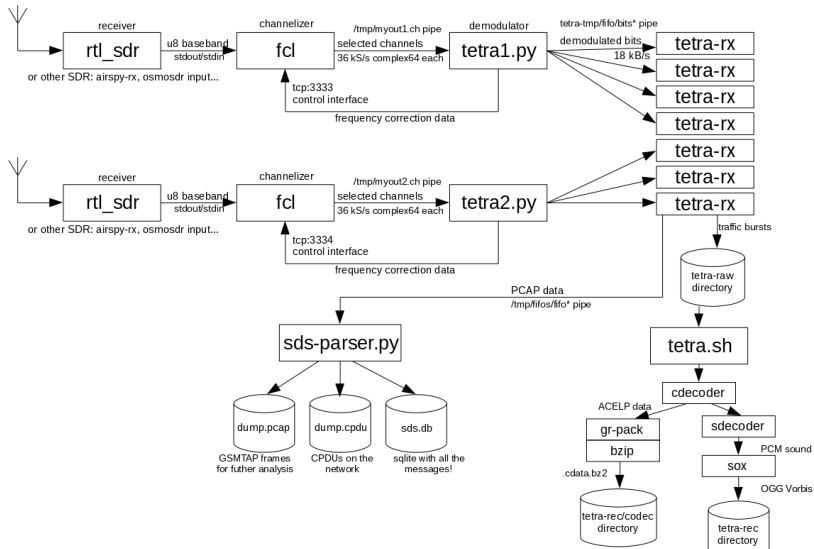 receiver
channelizer
/tmp/myout1.ch pipe
demodulator
tetra-tmp/fifo/bits* pipe
rtl_sdr
u8 baseband
stdout/stdin
fcl
selected channels
36 kS/s complex64 each
tetra1.py
demodulated bits
18 kB/s
tetra-rx
tetra-rx
tetra-rx
tetra-rx
or other SDR: airspy-rx, osmosdr input...
tcp:3333
control interface
frequency correction data
receiver
channelizer
/tmp/myout2.ch pipe
demodulator
rtl_sdr
u8 baseband
stdout/stdin
fcl
selected channels
36 kS/s complex64 each
tetra2.py
tetra-rx
tetra-rx
tetra-rx
or other SDR: airspy-rx, osmosdr input...
tcp:3334
control interface
frequency correction data
traffic bursts
tetra-raw
directory
PCAP data
/tmp/fifos/fifo* pipe
sds-parser.py
tetra.sh
cdecoder
dump.pcap
dump.cpdu
sds.db
GSMTAP frames
for futher analysis
CPDUs on the
network
sqlite with all the
messages!
ACELP data
gr-pack
bzip
sdecoder
PCM sound
sox
.cdata.bz2
OGG Vorbis
tetra-rec/codec
directory
tetra-rec
directory